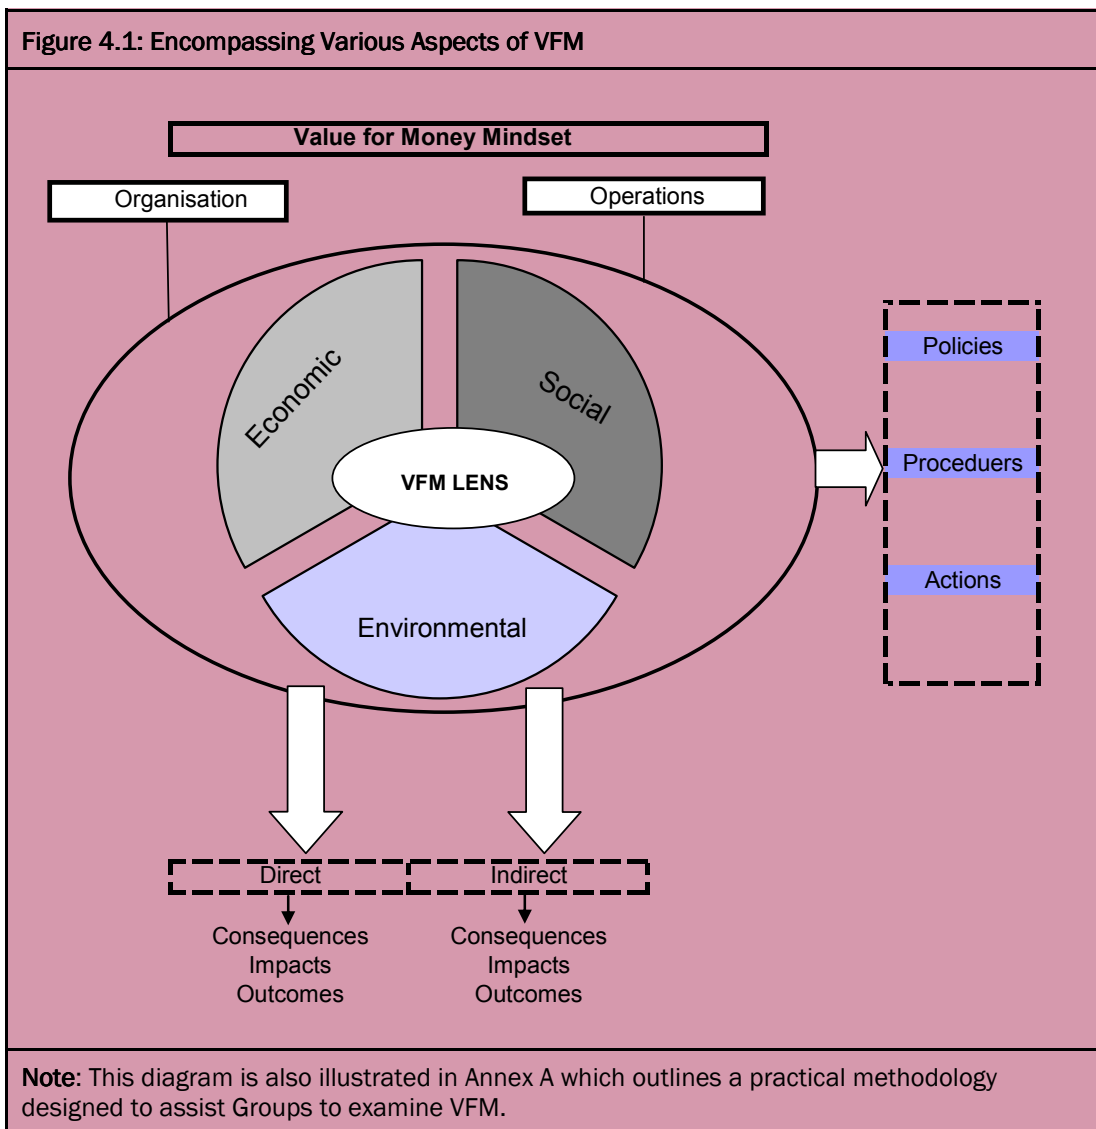 Figure 4.1: Encompassing Various Aspects of VFM
Value for Money Mindset
Organisation
Operations
Economic
Social
VFM LENS
Environmental
Policies
Proceduers
Actions
Direct
Indirect
Consequences
Impacts
Outcomes
Consequences
Impacts
Outcomes
Note: This diagram is also illustrated in Annex A which outlines a practical methodology
designed to assist Groups to examine VFM.